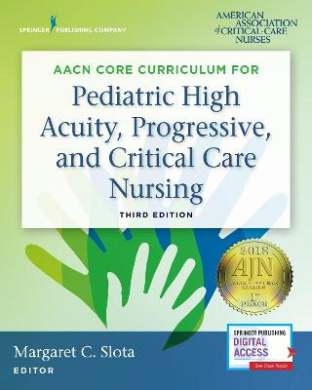 SPRINGER PUBLISHING COMPANY
AMERICAN
ASSOCIATION
of CRITICAL-CARE
NURSES
AACN CORE CURRICULUM FOR
Pediatric High
Acuity, Progressive,
and Critical Care
Nursing
THIRD EDITION
2018
AJN
Margaret C. Slota
EDITOR
SPRINGER PUBLISHING
DIGITAL
ACCESS